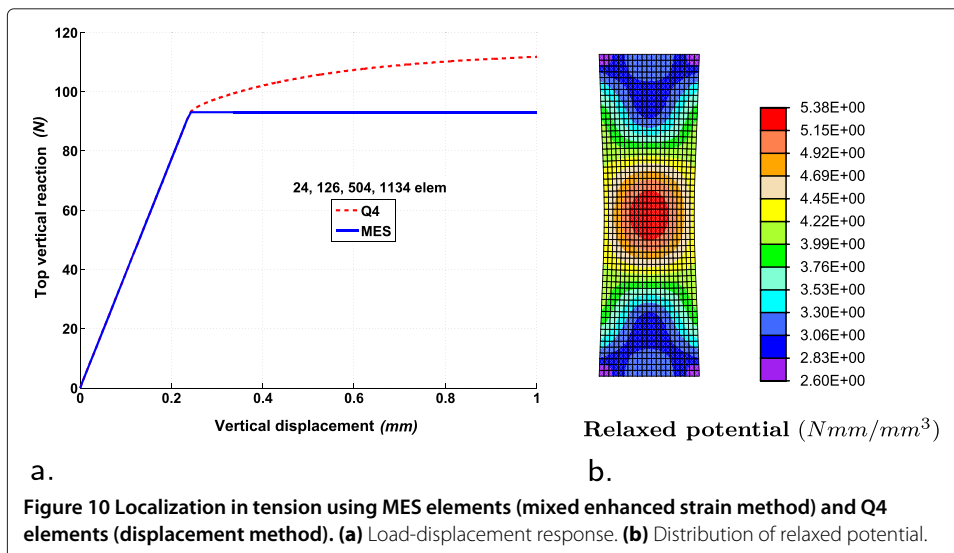 120
100
80
60
40
20
0
Top vertical reaction (N)
24, 126, 504, 1134 elem
Q4
MES
0 0.2 0.4 0.6 0.8 1
Vertical displacement (mm)
a.
5.38E+00
5.15E+00
4.92E+00
4.69E+00
4.45E+00
4.22E+00
3.99E+00
3.76E+00
3.53E+00
3.30E+00
3.06E+00
2.83E+00
2.60E+00
Relaxed potential (Nmm/mm³)
b.
Figure 10 Localization in tension using MES elements (mixed enhanced strain method) and Q4
elements (displacement method). (a) Load-displacement response. (b) Distribution of relaxed potential.